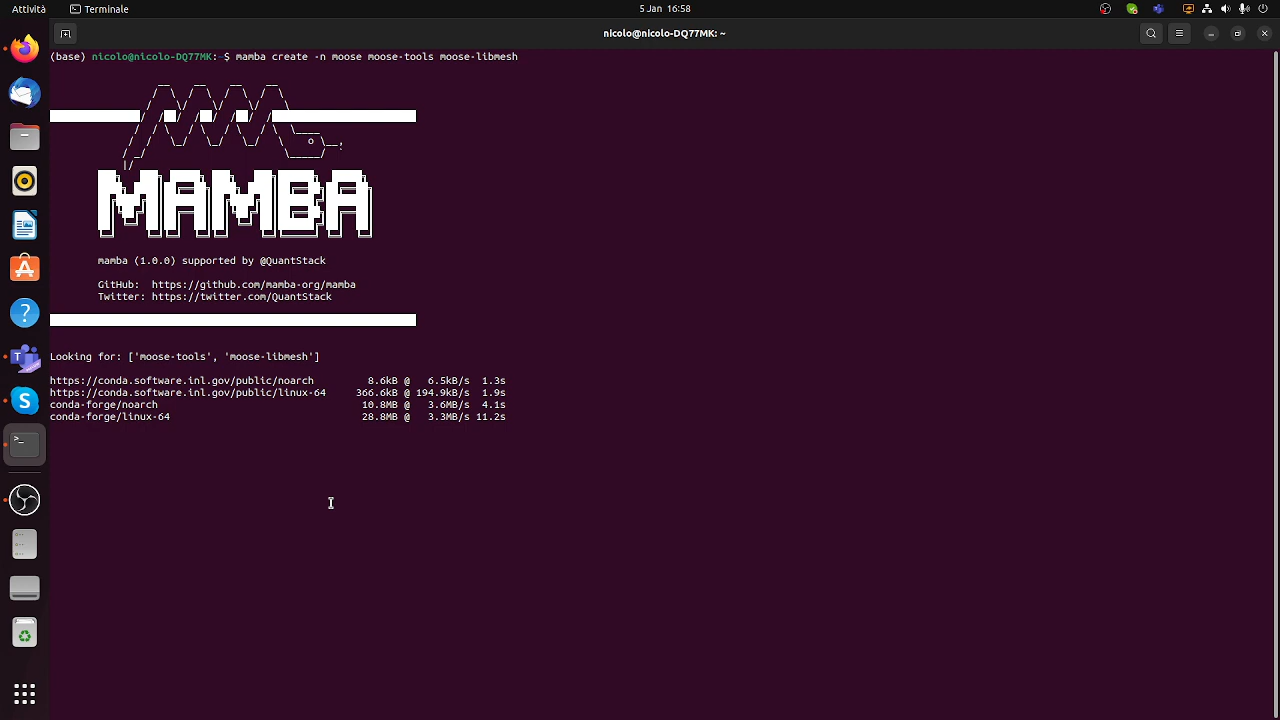 Attività
Terminale
5 Jan 16:58
nicolo@nicolo-DQ77MK: ~
(base) nicolo@nicolo-DQ77MK:~$ mamba create -n moose moose-tools moose-libmesh
MAMBA
mamba (1.0.0) supported by @QuantStack
GitHub:  https://github.com/mamba-org/mamba
Twitter: https://twitter.com/QuantStack
Looking for: ['moose-tools', 'moose-libmesh']
https://conda.software.inl.gov/public/noarch 8.6kB @ 6.5kB/s 1.3s
https://conda.software.inl.gov/public/linux-64 366.6kB @ 194.9kB/s 1.9s
conda-forge/noarch 10.8MB @ 3.6MB/s 4.1s
conda-forge/linux-64 28.8MB @ 3.3MB/s 11.2s